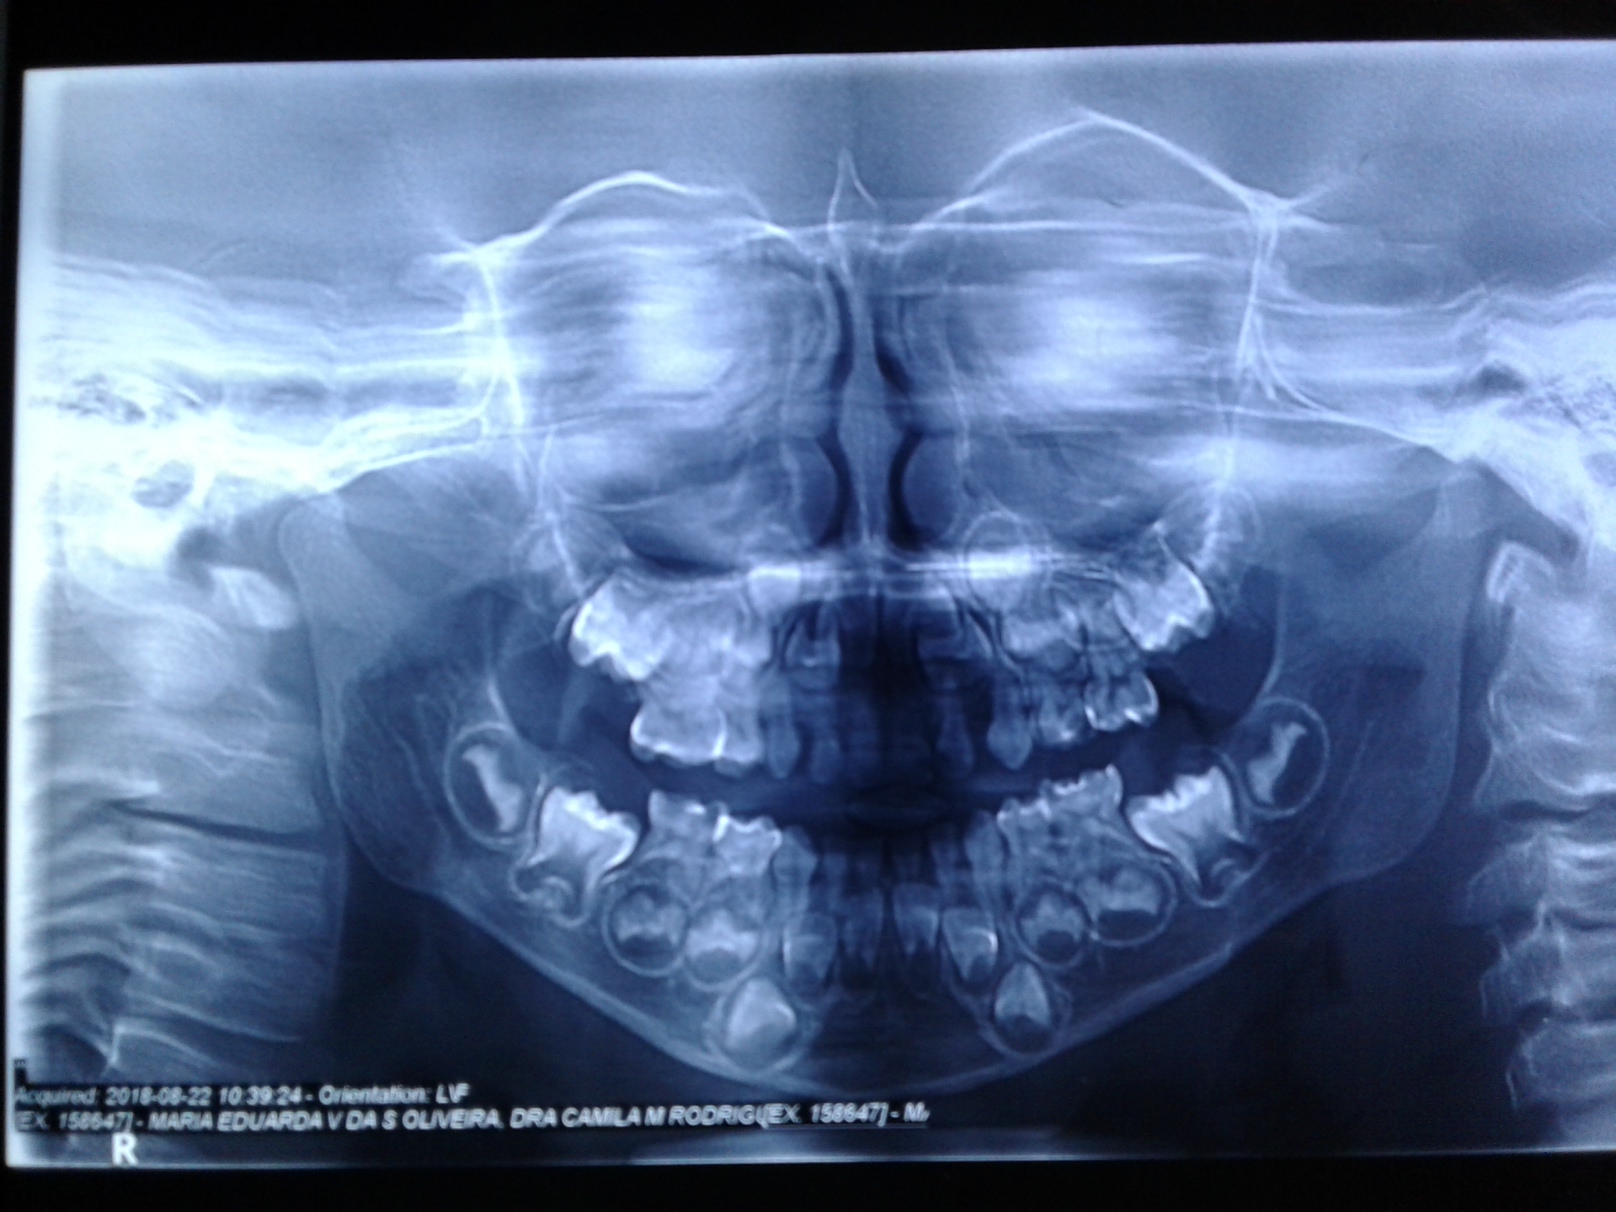 Acquired: 2018-08-22 10:39:24 - Orientation: LVF
[EX. 158647] - MARIA EDUARDA V DA S OLIVEIRA, DRA CAMILA M RODRIG[EX. 158647] - M
R